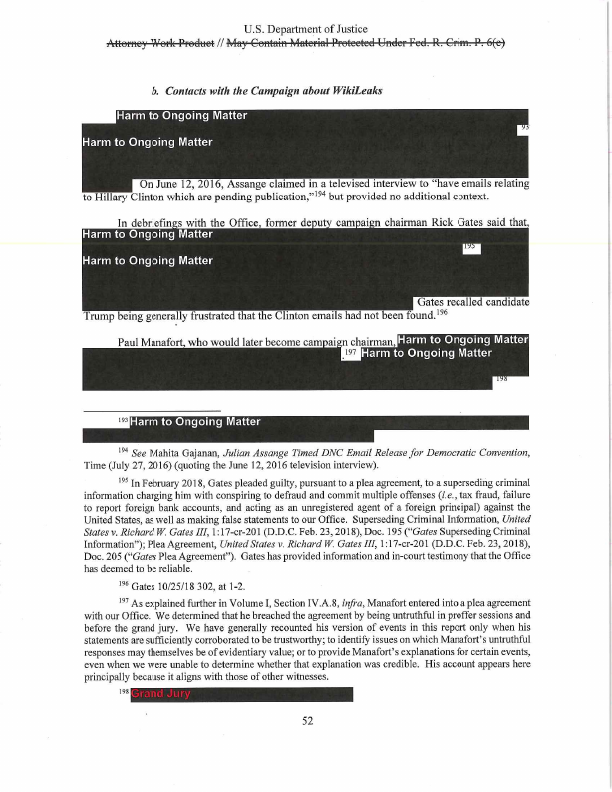 U.S. Department of Justice
Attorney Work Product // May Contain Material Protected Under Fed. R. Crim. P. 6(e)
b. Contacts with the Campaign about WikiLeaks
Harm to Ongoing Matter
93
Harm to Ongoing Matter
On June 12, 2016, Assange claimed in a televised interview to "have emails relating
to Hillary Clinton which are pending publication,"194 but provided no additional context.
In debriefings with the Office, former deputy campaign chairman Rick Gates said that,
Harm to Ongoing Matter
195
Harm to Ongoing Matter
Gates recalled candidate
Trump being generally frustrated that the Clinton emails had not been found.196
Paul Manafort, who would later become campaign chairman, Harm to Ongoing Matter
.197 Harm to Ongoing Matter
198
193 Harm to Ongoing Matter
194 See Mahita Gajanan, Julian Assange Timed DNC Email Release for Democratic Convention,
Time (July 27, 2016) (quoting the June 12, 2016 television interview).
195 In February 2018, Gates pleaded guilty, pursuant to a plea agreement, to a superseding criminal
information charging him with conspiring to defraud and commit multiple offenses (i.e., tax fraud, failure
to report foreign bank accounts, and acting as an unregistered agent of a foreign principal) against the
United States, as well as making false statements to our Office. Superseding Criminal Information, United
States v. Richard W. Gates III, 1:17-cr-201 (D.D.C. Feb. 23, 2018), Doc. 195 ("Gates Superseding Criminal
Information"); Plea Agreement, United States v. Richard W. Gates III, 1:17-cr-201 (D.D.C. Feb. 23, 2018),
Doc. 205 ("Gates Plea Agreement"). Gates has provided information and in-court testimony that the Office
has deemed to be reliable.
196 Gates 10/25/18 302, at 1-2.
197 As explained further in Volume I, Section IV.A.8, infra, Manafort entered into a plea agreement
with our Office. We determined that he breached the agreement by being untruthful in proffer sessions and
before the grand jury. We have generally recounted his version of events in this report only when his
statements are sufficiently corroborated to be trustworthy; to identify issues on which Manafort's untruthful
responses may themselves be of evidentiary value; or to provide Manafort's explanations for certain events,
even when we were unable to determine whether that explanation was credible. His account appears here
principally because it aligns with those of other witnesses.
198 Grand Jury
52